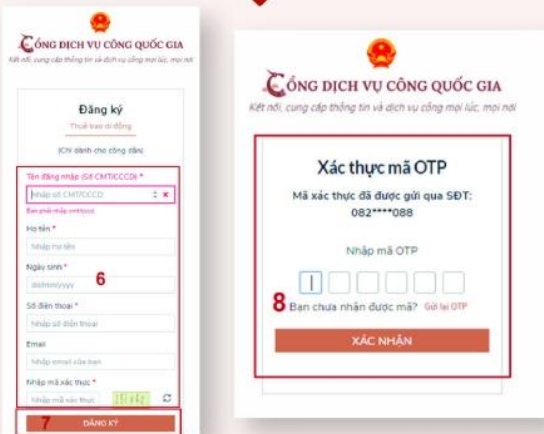 CỔNG DỊCH VỤ CÔNG QUỐC GIA
Kết nối, cung cấp thông tin và dịch vụ công mọi lúc, mọi nơi
Đăng ký
Thuê bao di động
(Chỉ dành cho công dân)
Tên đăng nhập (Số CMT/CCCD) *
Nhập số CMT/CCCD
Bạn phải nhập cmt/cccd
Họ tên *
Nhập họ tên
Ngày sinh *
dd/mm/yyyy
6
Số điện thoại *
Nhập số điện thoại
Email
Nhập email của bạn
Nhập mã xác thực *
Nhập mã xác thực
7 ĐĂNG KÝ
CỔNG DỊCH VỤ CÔNG QUỐC GIA
Kết nối, cung cấp thông tin và dịch vụ công mọi lúc, mọi nơi
Xác thực mã OTP
Mã xác thực đã được gửi qua SĐT:
082****088
Nhập mã OTP
8 Bạn chưa nhận được mã? Gửi lại OTP
XÁC NHẬN